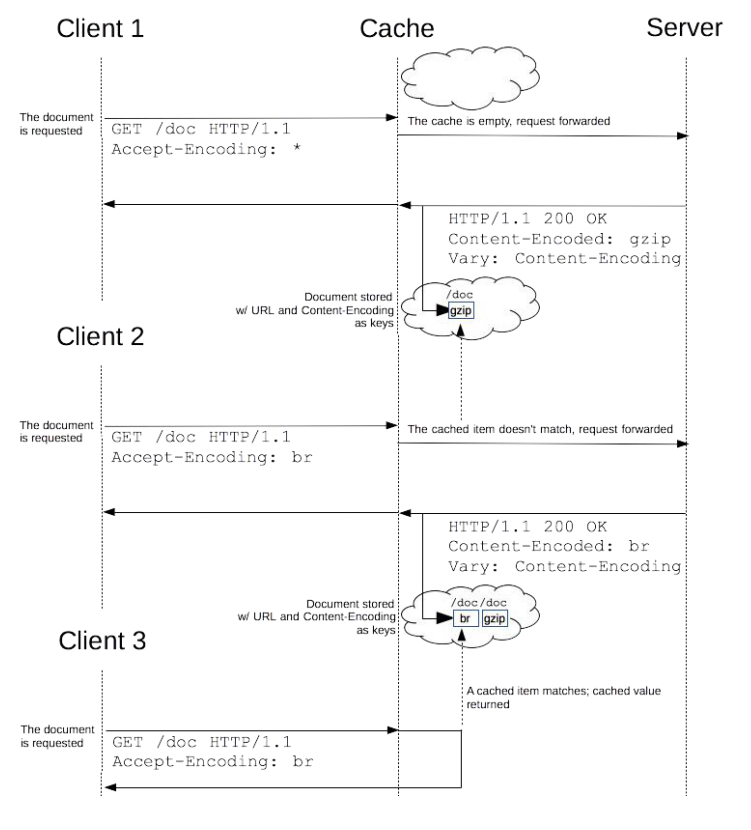 Client 1
Cache
Server
The document
is requested
GET /doc HTTP/1.1
Accept-Encoding: *
The cache is empty, request forwarded
HTTP/1.1 200 OK
Content-Encoded: gzip
Vary: Content-Encoding
Document stored
w/ URL and Content-Encoding
as keys
/doc
gzip
Client 2
The document
is requested
GET /doc HTTP/1.1
Accept-Encoding: br
The cached item doesn't match, request forwarded
HTTP/1.1 200 OK
Content-Encoded: br
Vary: Content-Encoding
Document stored
w/ URL and Content-Encoding
as keys
/doc /doc
br gzip
Client 3
A cached item matches; cached value
returned
The document
is requested
GET /doc HTTP/1.1
Accept-Encoding: br